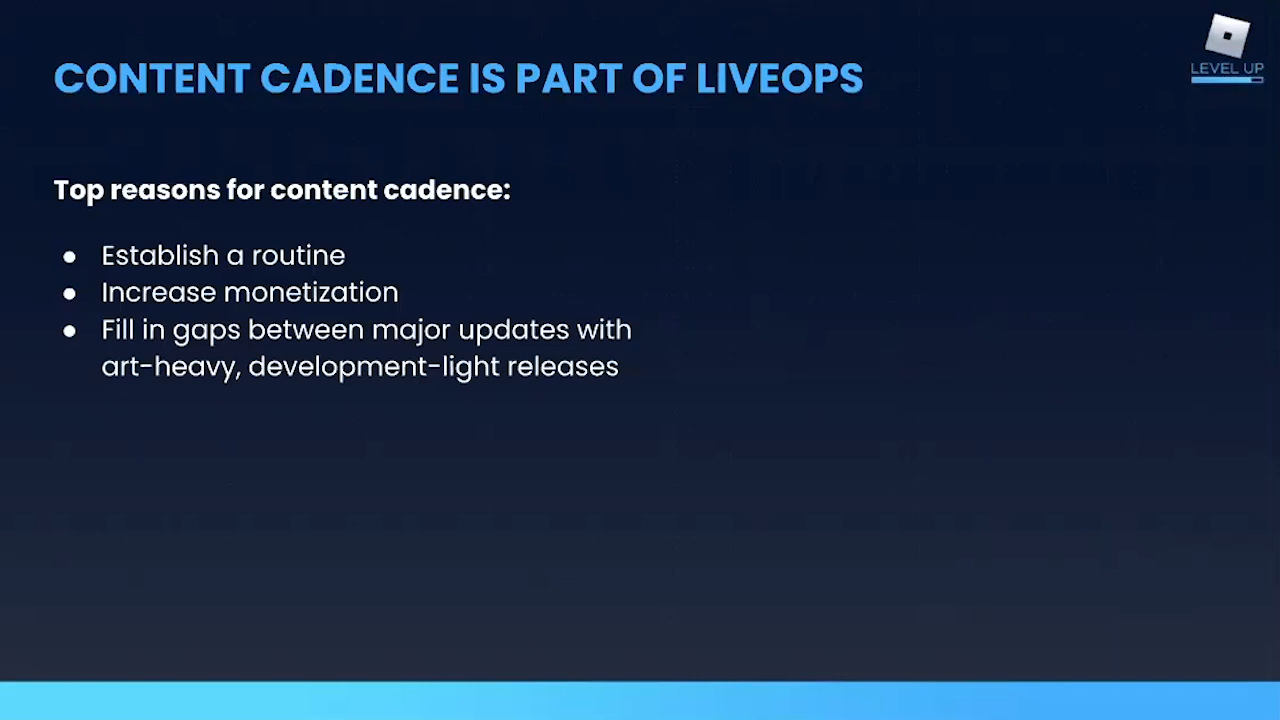 CONTENT CADENCE IS PART OF LIVEOPS
LEVEL UP
Top reasons for content cadence:
● Establish a routine
● Increase monetization
● Fill in gaps between major updates with
art-heavy, development-light releases